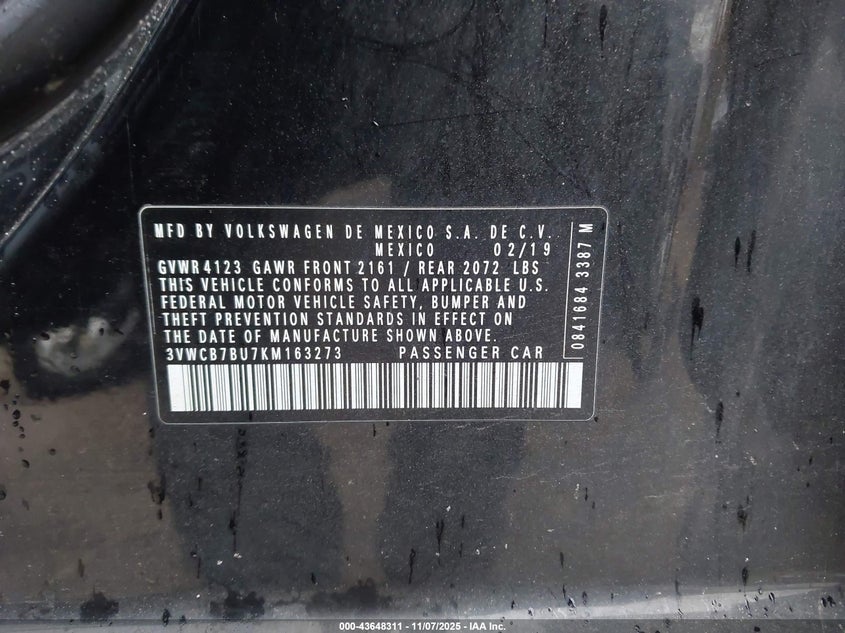 MFD BY VOLKSWAGEN DE MEXICO S.A. DE C.V.
MEXICO 02/19
GVWR 4123 GAWR FRONT 2161 / REAR 2072 LBS
THIS VEHICLE CONFORMS TO ALL APPLICABLE U.S.
FEDERAL MOTOR VEHICLE SAFETY, BUMPER AND
THEFT PREVENTION STANDARDS IN EFFECT ON
THE DATE OF MANUFACTURE SHOWN ABOVE.
3VWCB7BU7KM163273 PASSENGER CAR
0841684 3387 M
000-43648311 - 11/07/2025 - IAA Inc.